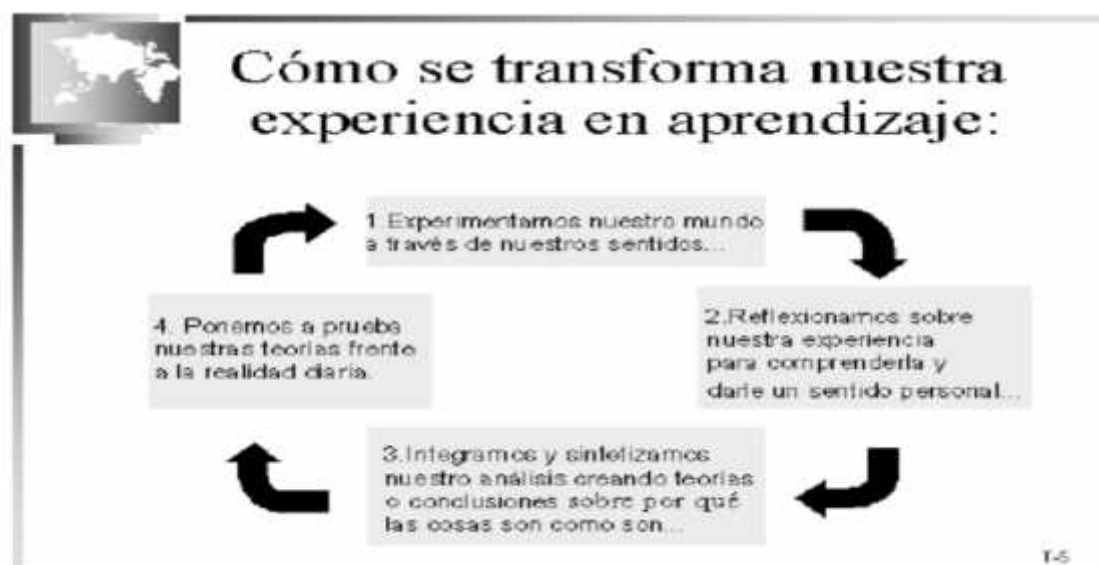 Cómo se transforma nuestra
experiencia en aprendizaje:
1.Experimentamos nuestro mundo
a través de nuestros sentidos...
2.Reflexionamos sobre
nuestra experiencia
para comprenderla y
darle un sentido personal...
3.Integramos y sintetizamos
nuestro análisis creando teorías
o conclusiones sobre por qué
las cosas son como son...
4. Ponemos a prueba
nuestras teorías frente
a la realidad diaria.
T-5